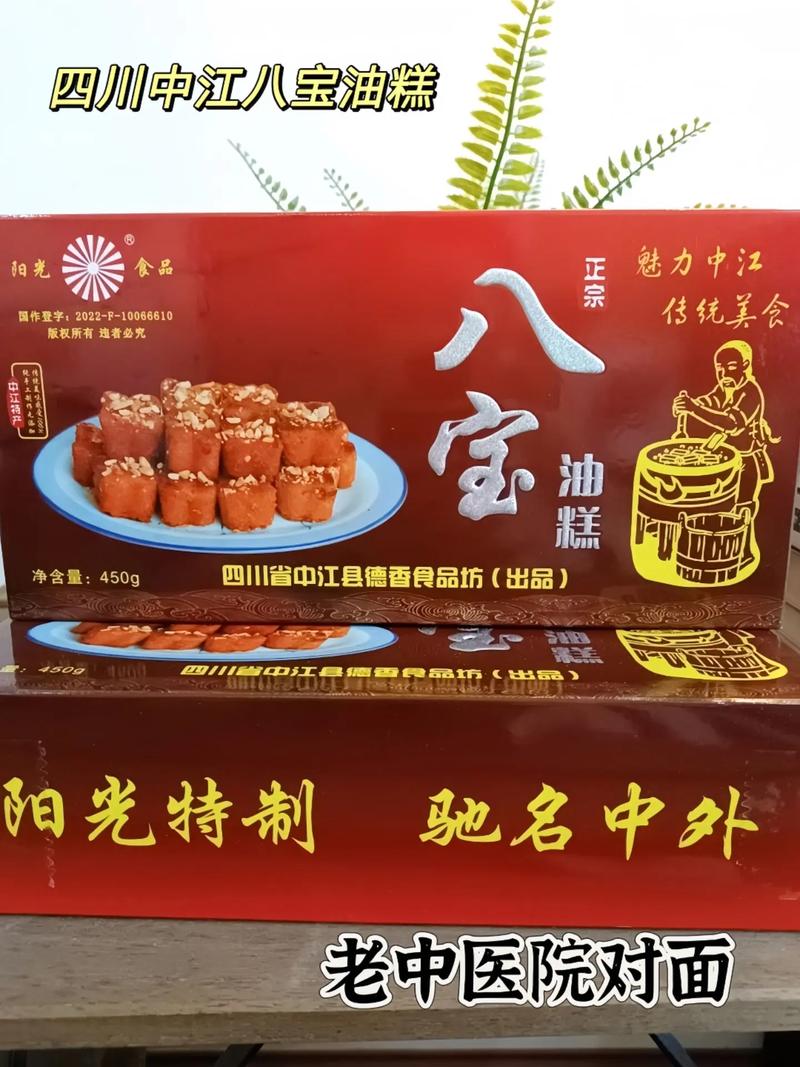 四川中江八宝油糕
阳光®食品
国作登字：2022-F-10066610
版权所有 违者必究
中江特产
净含量：450g
八宝
油糕
正宗
魅力中江
传统美食
四川省中江县德香食品坊（出品）
量：450g
油糕
四川省中江县德香食品坊（出品）
阳光特制 驰名中外
老中医院对面